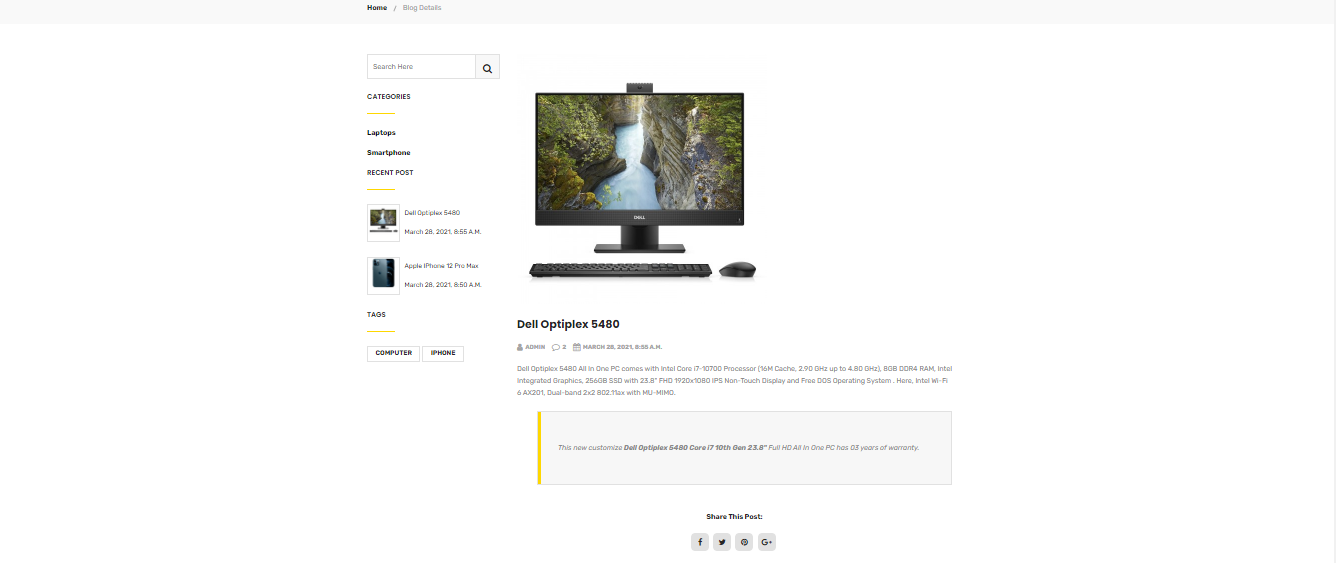 Home / Blog Details
Search Here
CATEGORIES
Laptops
Smartphone
RECENT POST
Dell Optiplex 5480
March 28, 2021, 8:55 A.M.
Apple IPhone 12 Pro Max
March 28, 2021, 8:50 A.M.
TAGS
COMPUTER IPHONE
DELL
Dell Optiplex 5480
ADMIN 2 MARCH 28, 2021, 8:55 A.M.
Dell Optiplex 5480 All In One PC comes with Intel Core i7-10700 Processor (16M Cache, 2.90 GHz up to 4.80 GHz), 8GB DDR4 RAM, Intel
Integrated Graphics, 256GB SSD with 23.8" FHD 1920x1080 IPS Non-Touch Display and Free DOS Operating System . Here, Intel Wi-Fi
6 AX201, Dual-band 2x2 802.11ax with MU-MIMO.
This new customize Dell Optiplex 5480 Core i7 10th Gen 23.8" Full HD All In One PC has 03 years of warranty.
Share This Post: